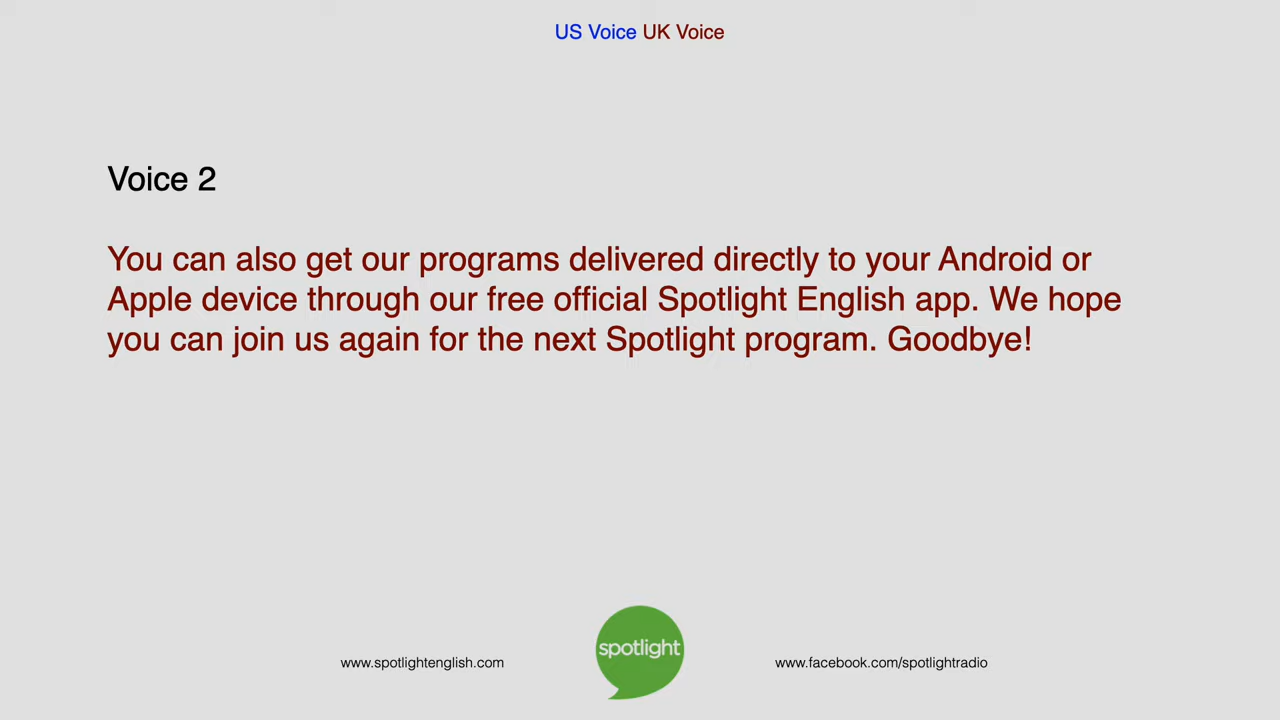 US Voice UK Voice
Voice 2
You can also get our programs delivered directly to your Android or
Apple device through our free official Spotlight English app. We hope
you can join us again for the next Spotlight program. Goodbye!
spotlight
www.spotlightenglish.com
www.facebook.com/spotlightradio